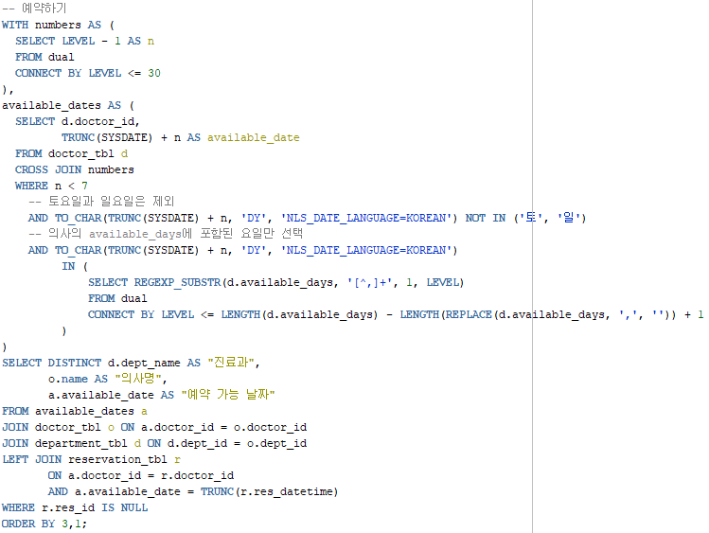 -- 예약하기
WITH numbers AS (
  SELECT LEVEL - 1 AS n
  FROM dual
  CONNECT BY LEVEL <= 30
),
available_dates AS (
  SELECT d.doctor_id,
         TRUNC(SYSDATE) + n AS available_date
  FROM doctor_tbl d
  CROSS JOIN numbers
  WHERE n < 7
    -- 토요일과 일요일은 제외
    AND TO_CHAR(TRUNC(SYSDATE) + n, 'DY', 'NLS_DATE_LANGUAGE=KOREAN') NOT IN ('토', '일')
    -- 의사의 available_days에 포함된 요일만 선택
    AND TO_CHAR(TRUNC(SYSDATE) + n, 'DY', 'NLS_DATE_LANGUAGE=KOREAN')
         IN (
             SELECT REGEXP_SUBSTR(d.available_days, '[^,]+', 1, LEVEL)
             FROM dual
             CONNECT BY LEVEL <= LENGTH(d.available_days) - LENGTH(REPLACE(d.available_days, ',', '')) + 1
         )
)
SELECT DISTINCT d.dept_name AS "진료과",
       o.name AS "의사명",
       a.available_date AS "예약 가능 날짜"
FROM available_dates a
JOIN doctor_tbl o ON a.doctor_id = o.doctor_id
JOIN department_tbl d ON d.dept_id = o.dept_id
LEFT JOIN reservation_tbl r
       ON a.doctor_id = r.doctor_id
       AND a.available_date = TRUNC(r.res_datetime)
WHERE r.res_id IS NULL
ORDER BY 3,1;